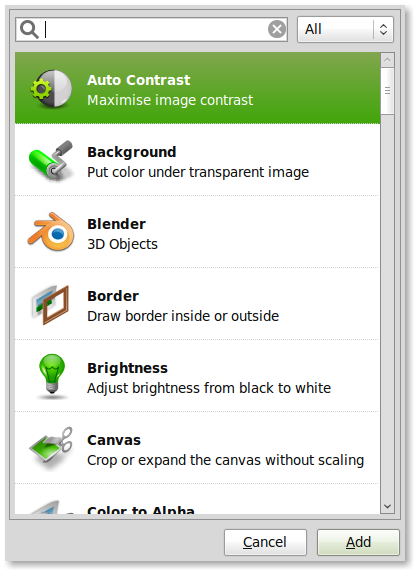 All
Auto Contrast
Maximise image contrast
Background
Put color under transparent image
Blender
3D Objects
Border
Draw border inside or outside
Brightness
Adjust brightness from black to white
Canvas
Crop or expand the canvas without scaling
Color to Alpha
Cancel
Add